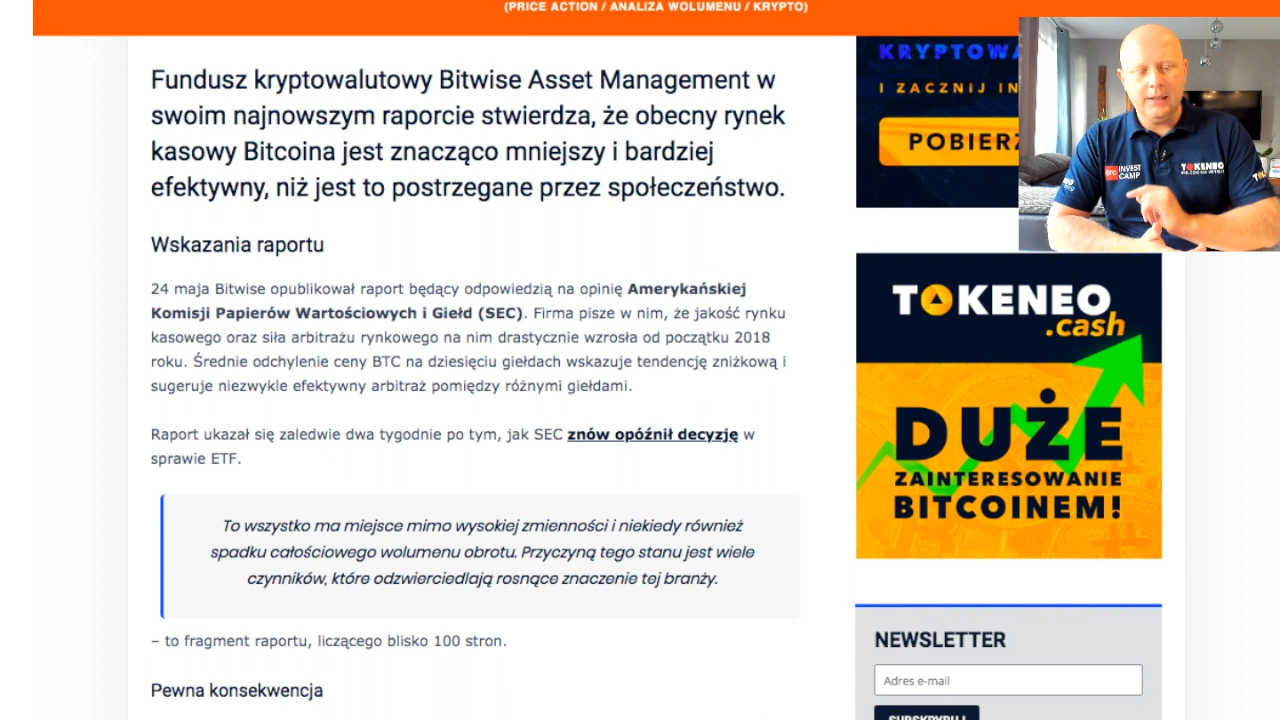 (PRICE ACTION / ANALIZA WOLUMENU / KRYPTO)
Fundusz kryptowalutowy Bitwise Asset Management w
swoim najnowszym raporcie stwierdza, że obecny rynek
kasowy Bitcoina jest znacząco mniejszy i bardziej
efektywny, niż jest to postrzegane przez społeczeństwo.
Wskazania raportu
24 maja Bitwise opublikował raport będący odpowiedzią na opinię Amerykańskiej
Komisji Papierów Wartościowych i Giełd (SEC). Firma pisze w nim, że jakość rynku
kasowego oraz siła arbitrażu rynkowego na nim drastycznie wzrosła od początku 2018
roku. Średnie odchylenie ceny BTC na dziesięciu giełdach wskazuje tendencję zniżkową i
sugeruje niezwykle efektywny arbitraż pomiędzy różnymi giełdami.
Raport ukazał się zaledwie dwa tygodnie po tym, jak SEC znów opóźnił decyzję w
sprawie ETF.
To wszystko ma miejsce mimo wysokiej zmienności i niekiedy również
spadku całościowego wolumenu obrotu. Przyczyną tego stanu jest wiele
czynników, które odzwierciedlają rosnące znaczenie tej branży.
– to fragment raportu, liczącego blisko 100 stron.
Pewna konsekwencja
KRYPTOWA
I ZACZNIJ IN
POBIERZ
BTC INVEST
CAMP
TOKENEO
TOKENEO
.cash
DUŻE
ZAINTERESOWANIE
BITCOINEM!
NEWSLETTER
Adres e-mail
SUBSKRYBUJ